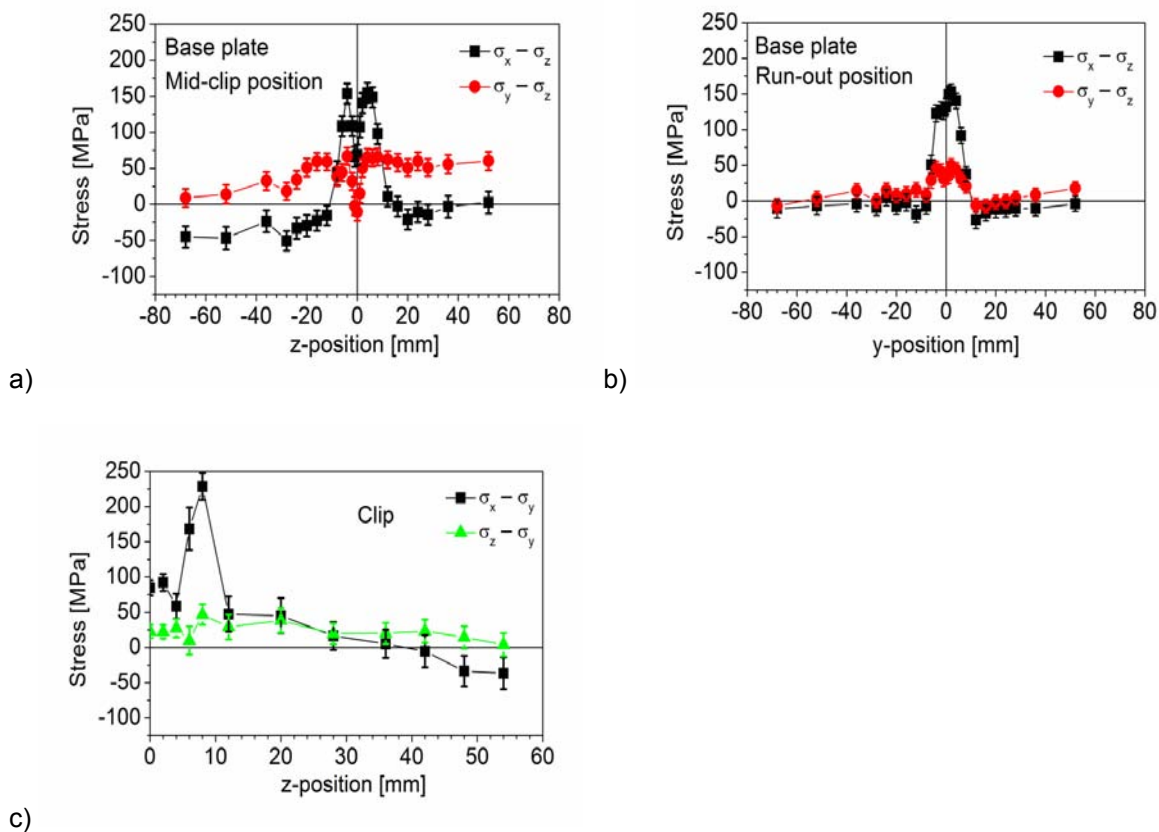 250
200
150
100
50
0
-50
-100
Stress [MPa]
Base plate
Mid-clip position
σx – σz
σy – σz
-80 -60 -40 -20 0 20 40 60 80
z-position [mm]
a)
250
200
150
100
50
0
-50
-100
Stress [MPa]
Base plate
Run-out position
σx – σz
σy – σz
-80 -60 -40 -20 0 20 40 60 80
y-position [mm]
b)
250
200
150
100
50
0
-50
-100
Stress [MPa]
Clip
σx – σy
σz – σy
0 10 20 30 40 50 60
z-position [mm]
c)